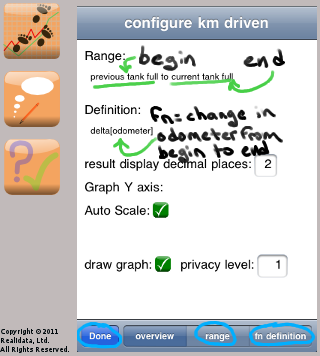 configure km driven
Range: begin end
previous tank full to current tank full
Definition: fn = change in
delta[odometer] odometer from
begin to end
result display decimal places: 2
Graph Y axis:
Auto Scale:
draw graph: privacy level: 1
Done overview range fn definition
Copyright © 2011
Realidata, Ltd.
All Rights Reserved.